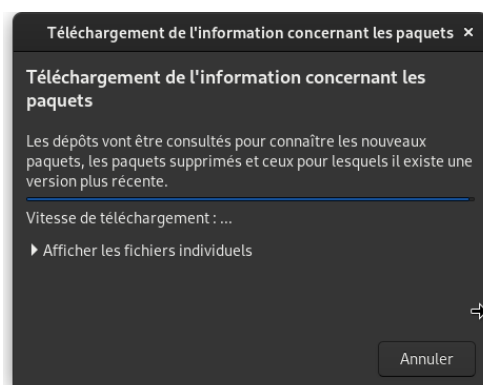 Téléchargement de l'information concernant les paquets ×
Téléchargement de l'information concernant les
paquets
Les dépôts vont être consultés pour connaître les nouveaux
paquets, les paquets supprimés et ceux pour lesquels il existe une
version plus récente.
Vitesse de téléchargement : ...
Afficher les fichiers individuels
Annuler